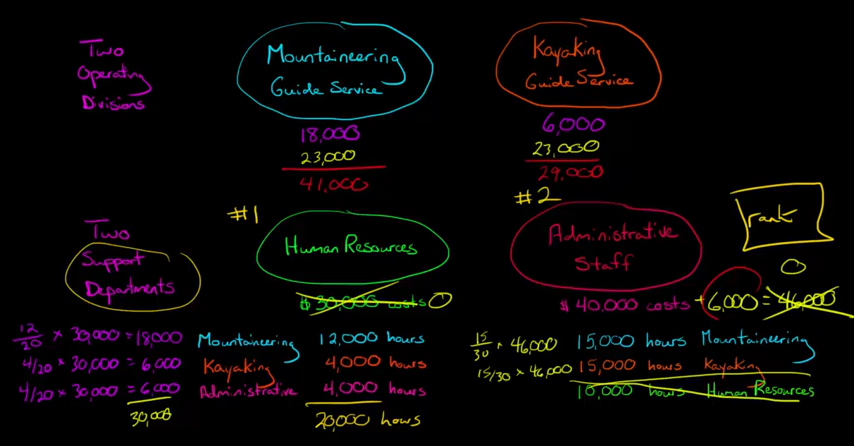 Two
Operating
Divisions
Mountaineering
Guide Service
Kayaking
Guide Service
18,000
23,000
41,000
6,000
23,000
29,000
#1
#2
rank
Two
Support
Departments
Human Resources
Administrative
Staff
0
$ 30,000 costs 0
$ 40,000 costs + 6,000 = 46,000
12/20 × 30,000 = 18,000 Mountaineering 12,000 hours
4/20 × 30,000 = 6,000 Kayaking 4,000 hours
4/20 × 30,000 = 6,000 Administrative 4,000 hours
30,000
20,000 hours
15/30 × 46,000 15,000 hours Mountaineering
15/30 × 46,000 15,000 hours Kayaking
10,000 hours Human Resources